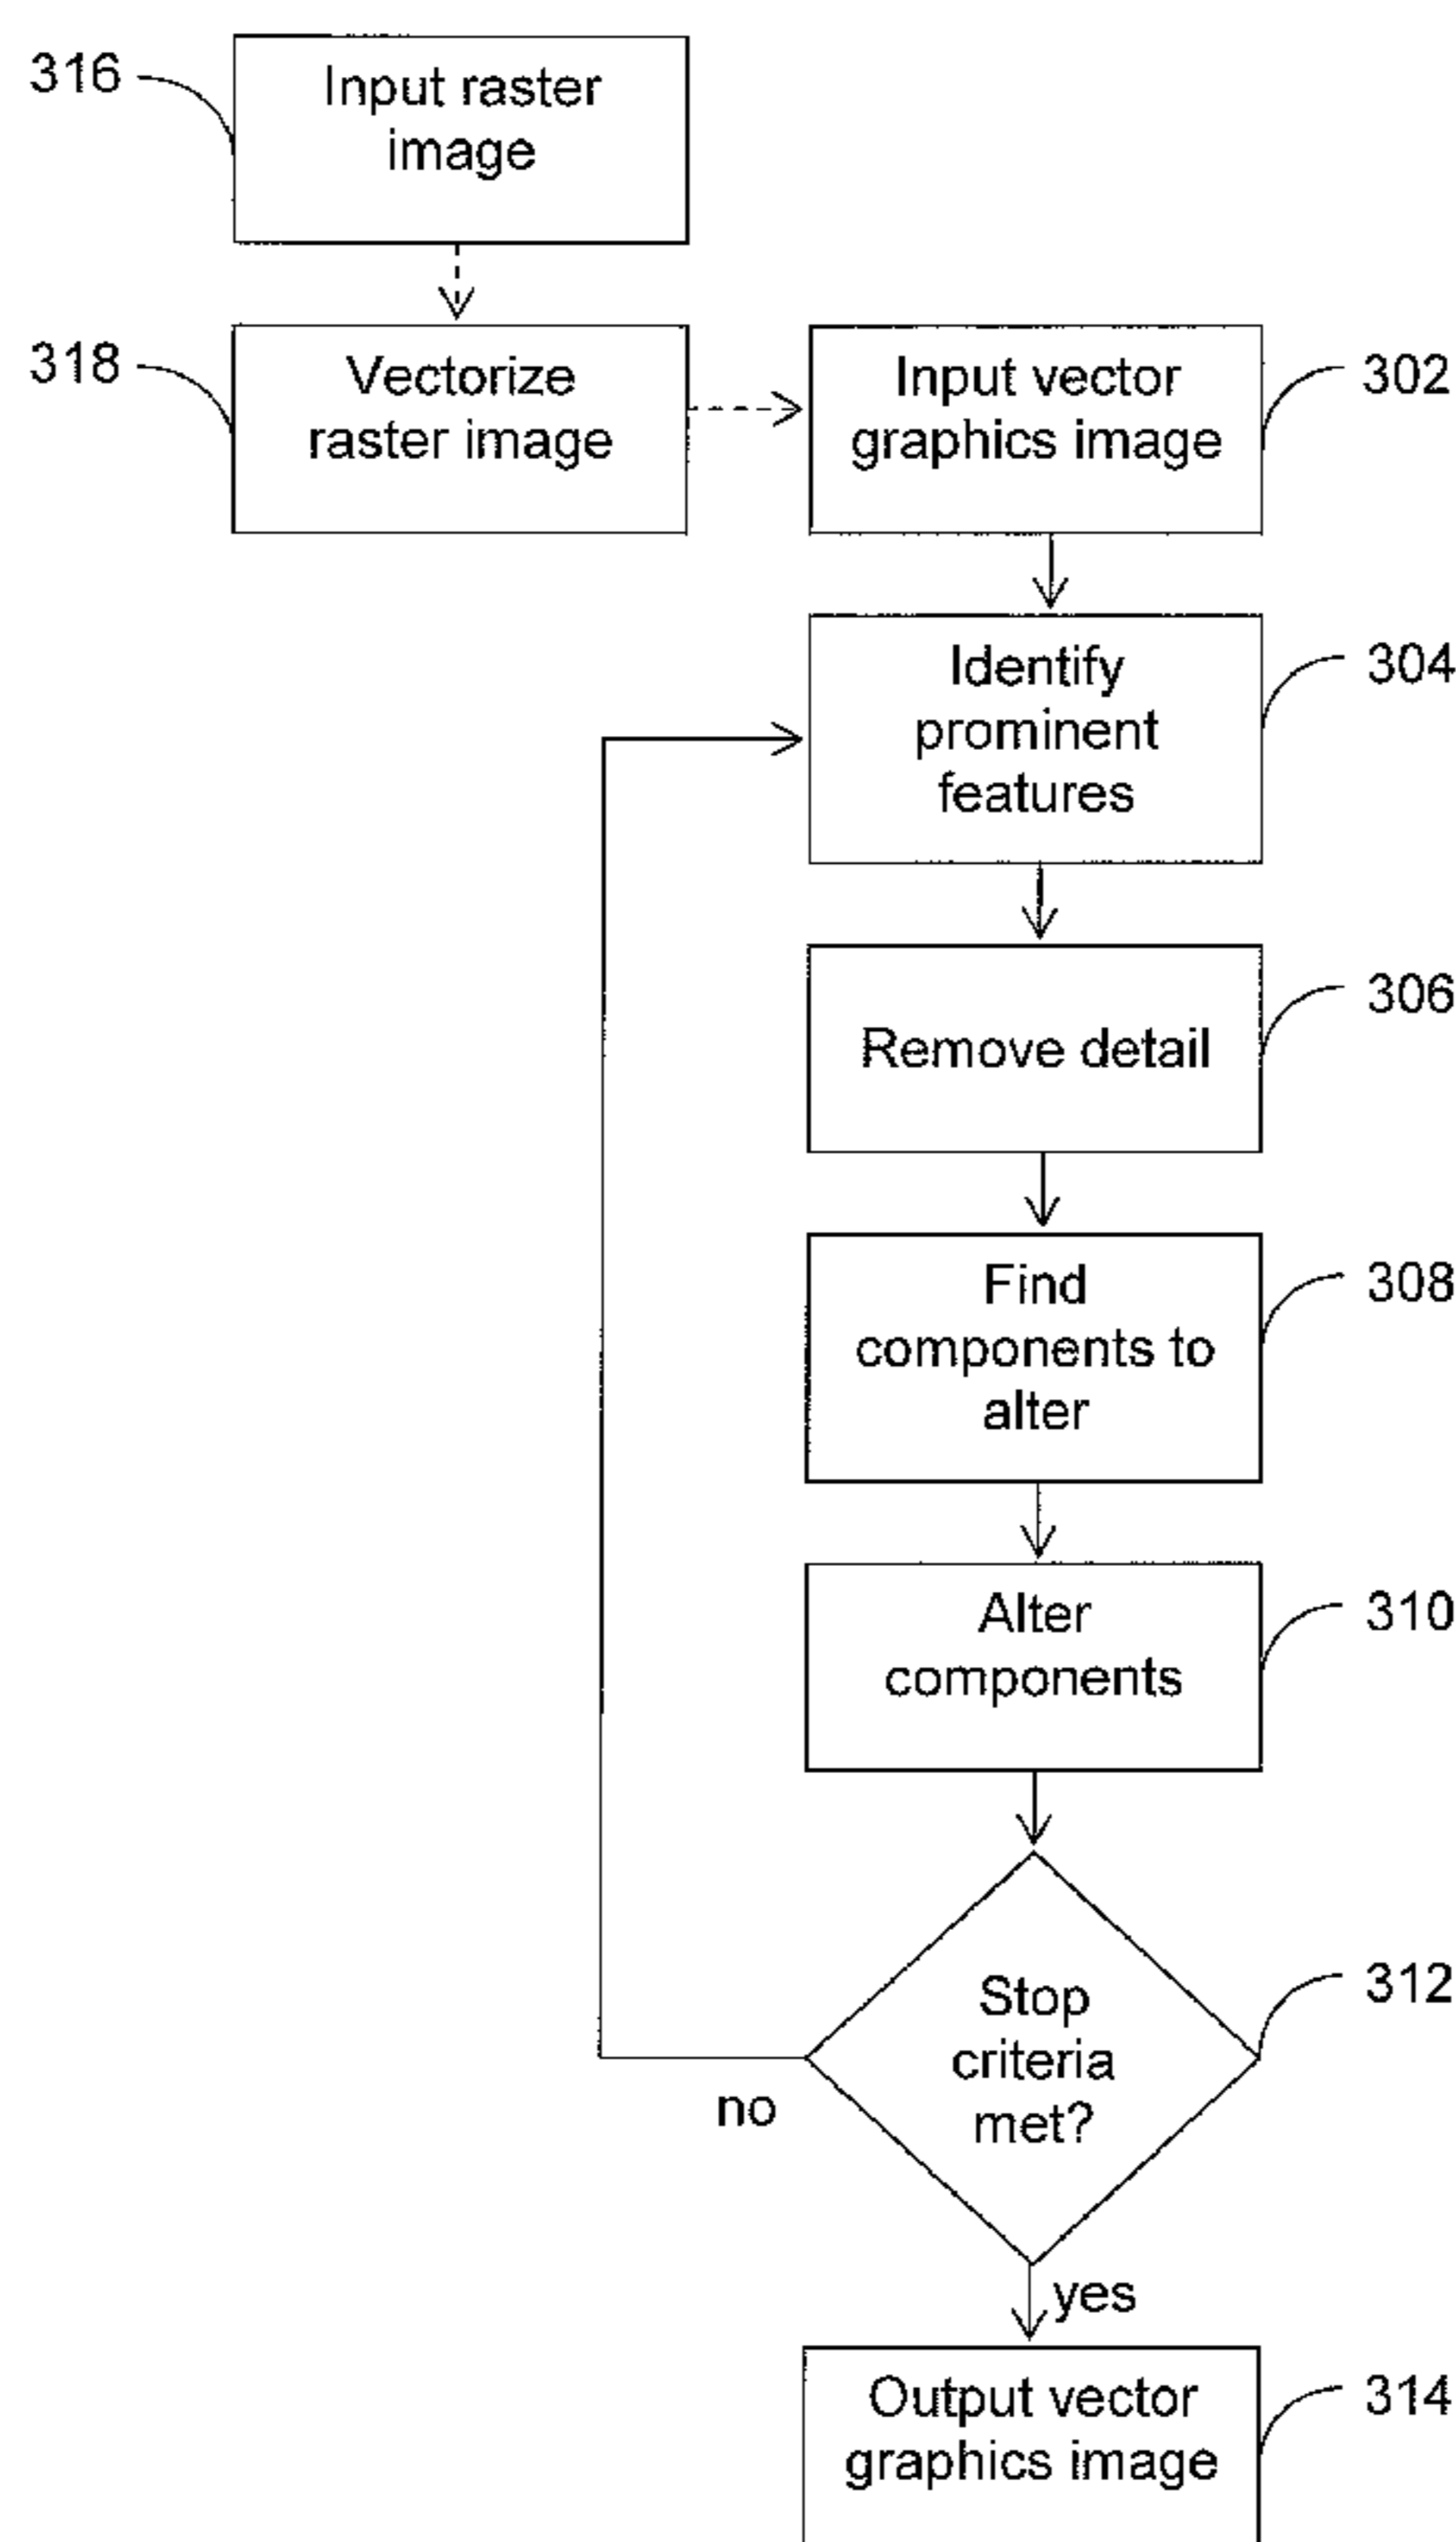 316
Input raster
image
318
Vectorize
raster image
Input vector
graphics image
302
Identify
prominent
features
304
Remove detail
306
Find
components to
alter
308
Alter
components
310
Stop
criteria
met?
312
no
yes
Output vector
graphics image
314